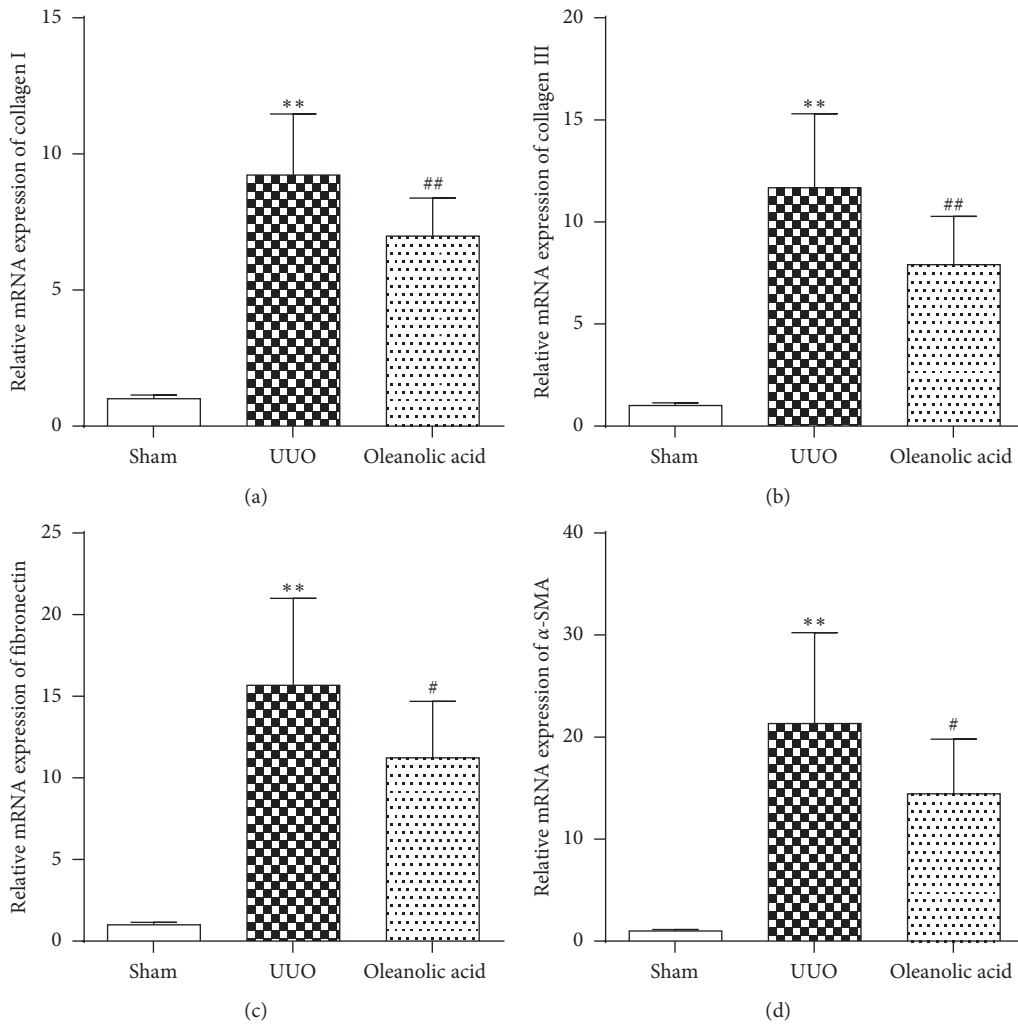 Relative mRNA expression of collagen I
15
10
5
0
**
##
Sham UUO Oleanolic acid
(a)
Relative mRNA expression of collagen III
20
15
10
5
0
**
##
Sham UUO Oleanolic acid
(b)
Relative mRNA expression of fibronectin
25
20
15
10
5
0
**
#
Sham UUO Oleanolic acid
(c)
Relative mRNA expression of α-SMA
40
30
20
10
0
**
#
Sham UUO Oleanolic acid
(d)